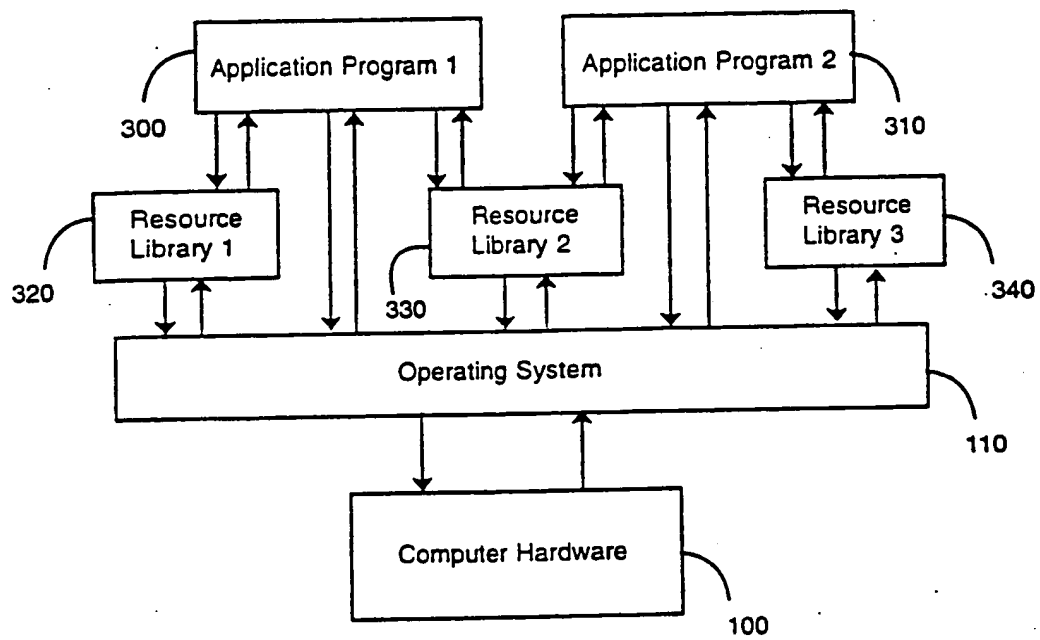 Application Program 1
Application Program 2
300
310
Resource
Library 1
Resource
Library 2
Resource
Library 3
320
330
340
Operating System
110
Computer Hardware
100